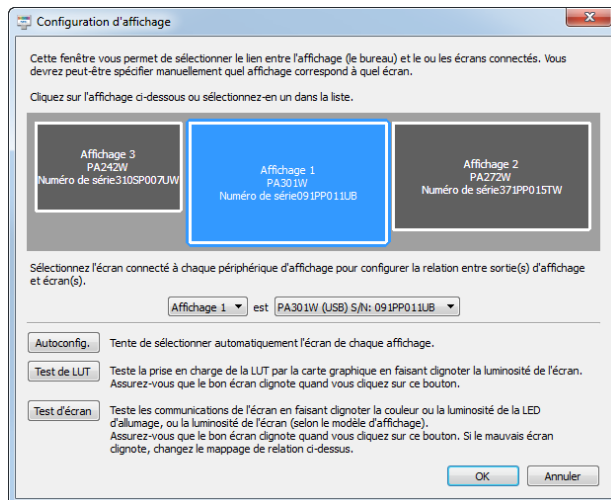 Configuration d'affichage
Cette fenêtre vous permet de sélectionner le lien entre l'affichage (le bureau) et le ou les écrans connectés. Vous
devrez peut-être spécifier manuellement quel affichage correspond à quel écran.
Cliquez sur l'affichage ci-dessous ou sélectionnez-en un dans la liste.
Affichage 3
PA242W
Numéro de série310SP007UW
Affichage 1
PA301W
Numéro de série091PP011UB
Affichage 2
PA272W
Numéro de série371PP015TW
Sélectionnez l'écran connecté à chaque périphérique d'affichage pour configurer la relation entre sortie(s) d'affichage
et écran(s).
Affichage 1 est PA301W (USB) S/N: 091PP011UB
Autoconfig. Tente de sélectionner automatiquement l'écran de chaque affichage.
Test de LUT Teste la prise en charge de la LUT par la carte graphique en faisant clignoter la luminosité de l'écran.
Assurez-vous que le bon écran clignote quand vous cliquez sur ce bouton.
Test d'écran Teste les communications de l'écran en faisant clignoter la couleur ou la luminosité de la LED
d'allumage, ou la luminosité de l'écran (selon le modèle d'affichage).
Assurez-vous que le bon écran clignote quand vous cliquez sur ce bouton. Si le mauvais écran
clignote, changez le mappage de relation ci-dessus.
OK Annuler